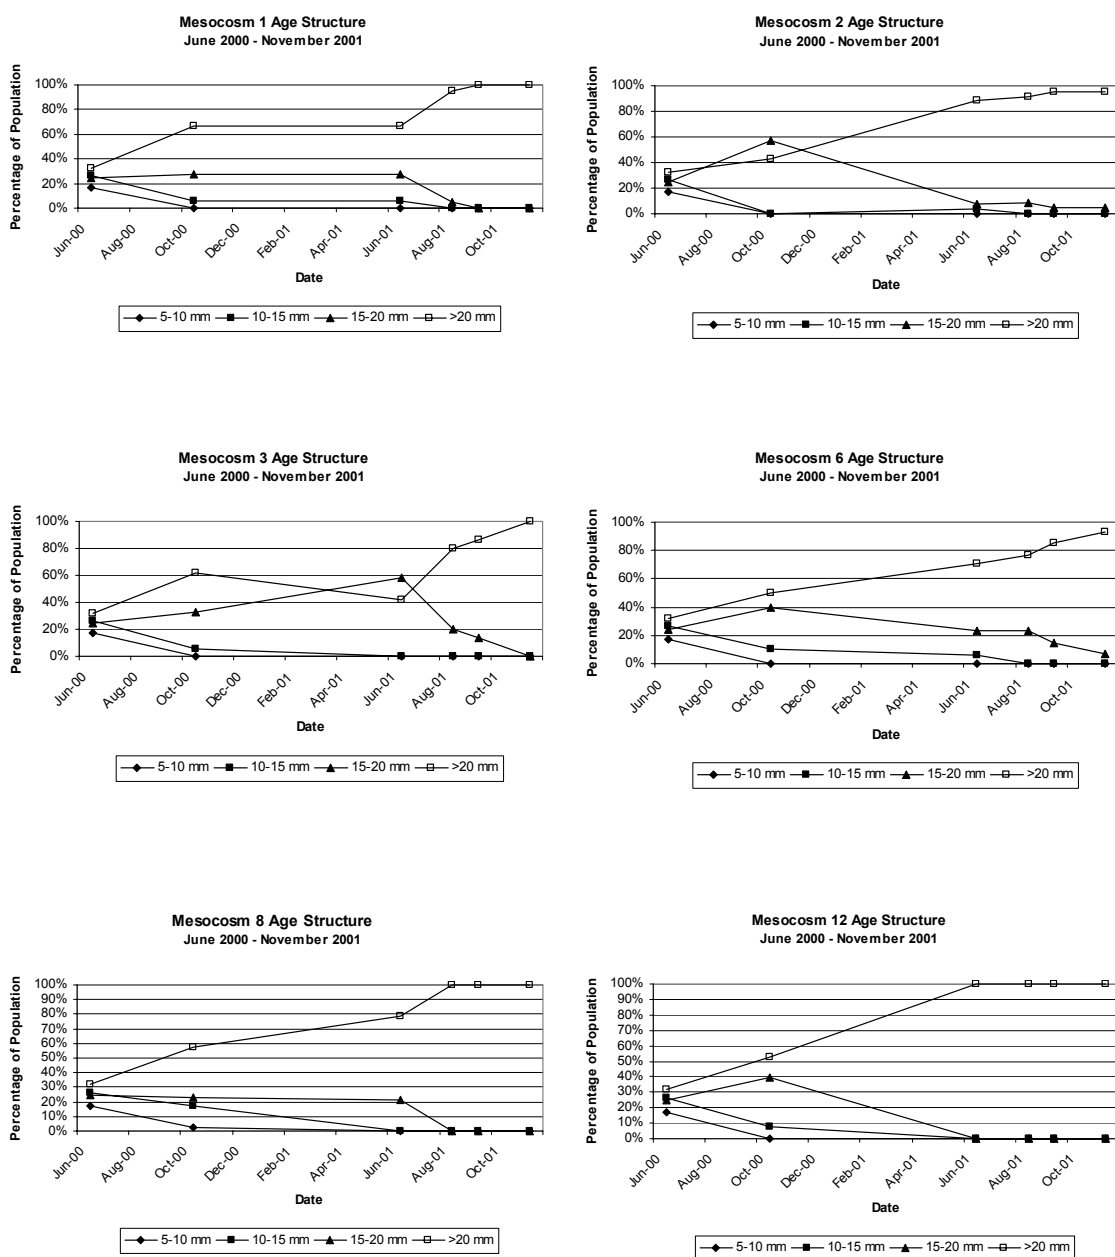 Mesocosm 1 Age Structure
June 2000 - November 2001
Percentage of Population
100%
80%
60%
40%
20%
0%
Jun-00 Aug-00 Oct-00 Dec-00 Feb-01 Apr-01 Jun-01 Aug-01 Oct-01
Date
5-10 mm 10-15 mm 15-20 mm >20 mm
Mesocosm 2 Age Structure
June 2000 - November 2001
Percentage of Population
100%
80%
60%
40%
20%
0%
Jun-00 Aug-00 Oct-00 Dec-00 Feb-01 Apr-01 Jun-01 Aug-01 Oct-01
Date
5-10 mm 10-15 mm 15-20 mm >20 mm
Mesocosm 3 Age Structure
June 2000 - November 2001
Percentage of Population
100%
80%
60%
40%
20%
0%
Jun-00 Aug-00 Oct-00 Dec-00 Feb-01 Apr-01 Jun-01 Aug-01 Oct-01
Date
5-10 mm 10-15 mm 15-20 mm >20 mm
Mesocosm 6 Age Structure
June 2000 - November 2001
Percentage of Population
100%
80%
60%
40%
20%
0%
Jun-00 Aug-00 Oct-00 Dec-00 Feb-01 Apr-01 Jun-01 Aug-01 Oct-01
Date
5-10 mm 10-15 mm 15-20 mm >20 mm
Mesocosm 8 Age Structure
June 2000 - November 2001
Percentage of Population
100%
90%
80%
70%
60%
50%
40%
30%
20%
10%
0%
Jun-00 Aug-00 Oct-00 Dec-00 Feb-01 Apr-01 Jun-01 Aug-01 Oct-01
Date
5-10 mm 10-15 mm 15-20 mm >20 mm
Mesocosm 12 Age Structure
June 2000 - November 2001
Percentage of Population
100%
90%
80%
70%
60%
50%
40%
30%
20%
10%
0%
Jun-00 Aug-00 Oct-00 Dec-00 Feb-01 Apr-01 Jun-01 Aug-01 Oct-01
Date
5-10 mm 10-15 mm 15-20 mm >20 mm